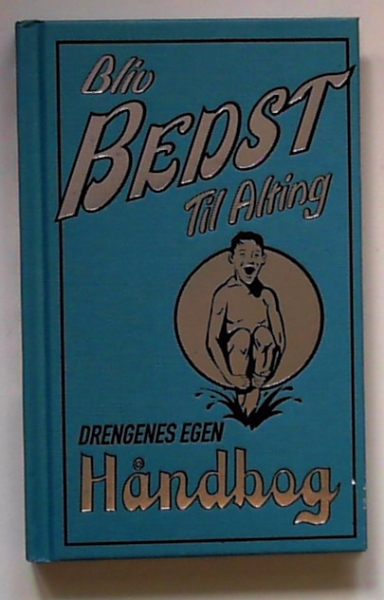 Bliv
BEDST
Til Alting
DRENGENES EGEN
Håndbog